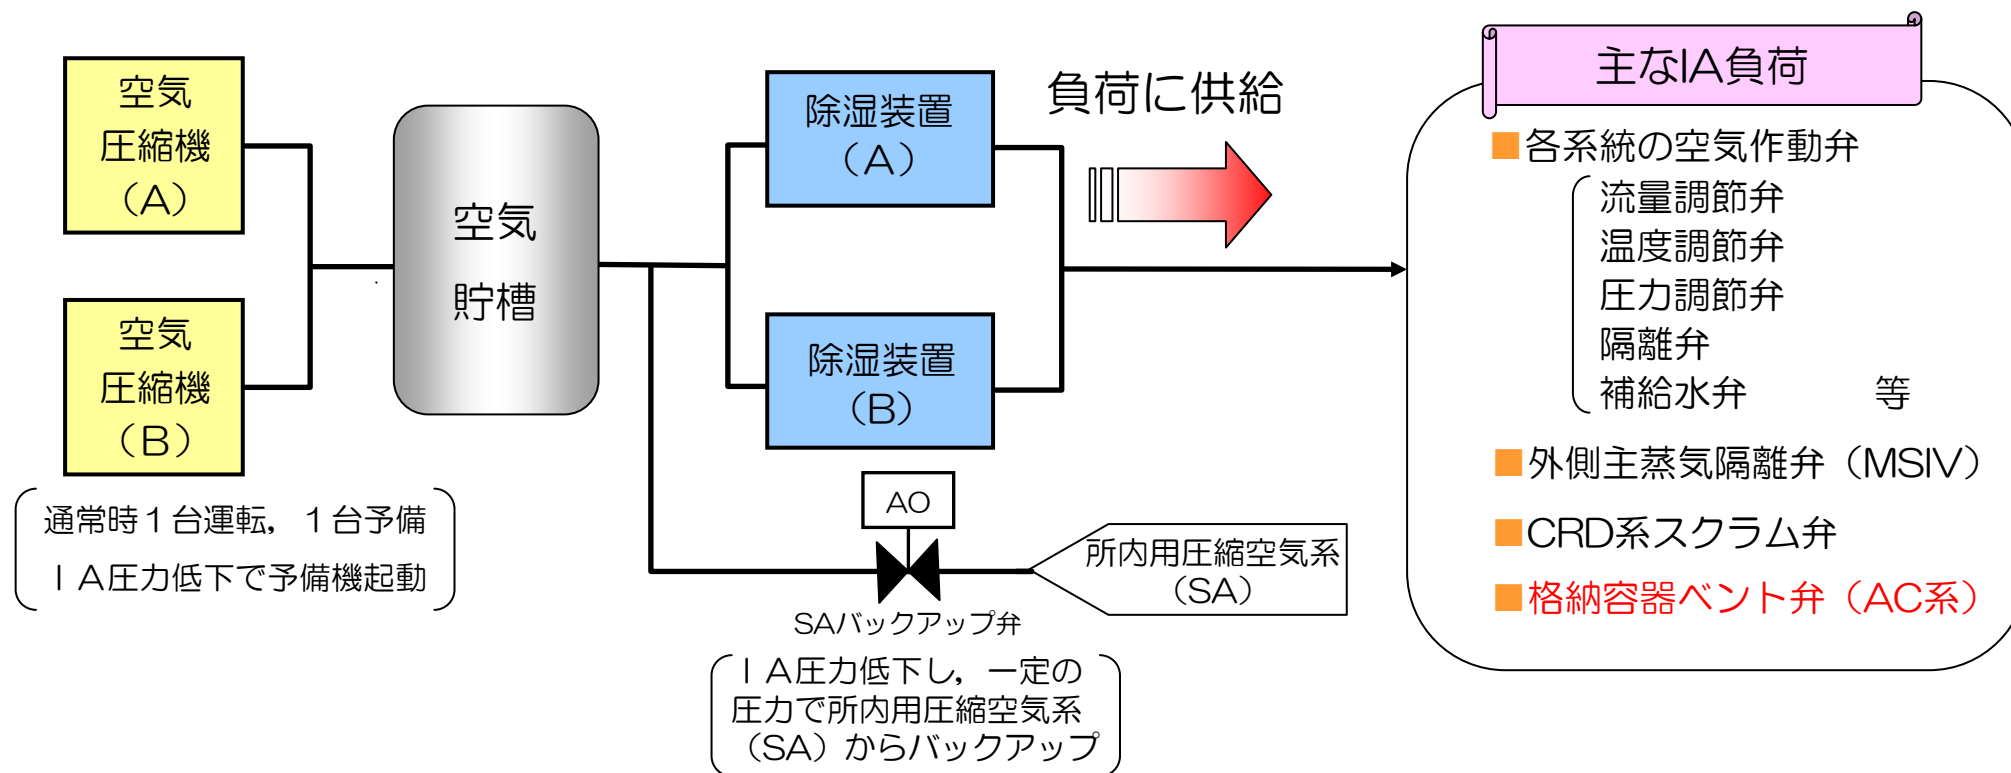 空気
圧縮機
（A）
空気
圧縮機
（B）
通常時１台運転，１台予備
ＩＡ圧力低下で予備機起動
空気
貯槽
除湿装置
（A）
除湿装置
（B）
負荷に供給
AO
SAバックアップ弁
ＩＡ圧力低下し，一定の
圧力で所内用圧縮空気系
（SA）からバックアップ
所内用圧縮空気系
（SA）
主なIA負荷
■各系統の空気作動弁
流量調節弁
温度調節弁
圧力調節弁
隔離弁
補給水弁　　　等
■外側主蒸気隔離弁（MSIV）
■CRD系スクラム弁
■格納容器ベント弁（AC系）